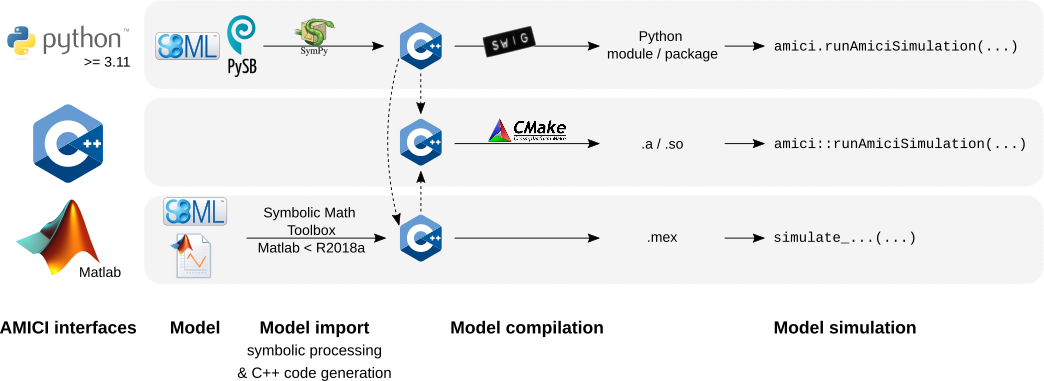 python™
>= 3.11
SBML
PySB
SymPy
C++
SWIG
Python
module / package
amici.runAmiciSimulation(...)
C++
C++
CMake
.a / .so
amici::runAmiciSimulation(...)
Matlab
SBML
Symbolic Math
Toolbox
Matlab < R2018a
C++
.mex
simulate_...(...)
AMICI interfaces
Model
Model import
symbolic processing
& C++ code generation
Model compilation
Model simulation